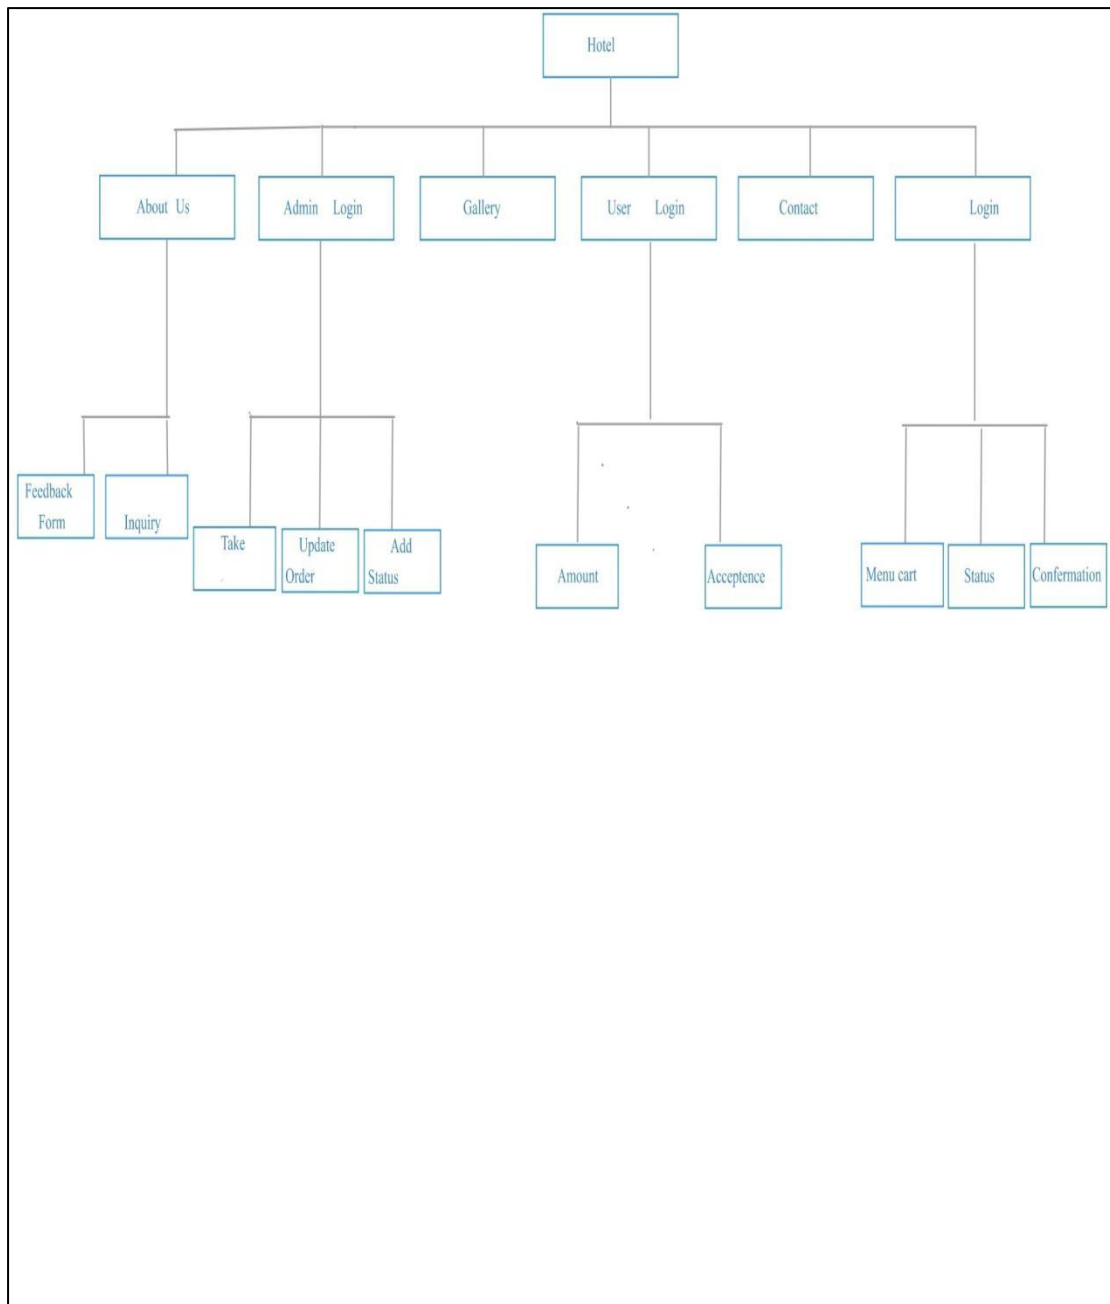 Hotel
About Us
Admin Login
Gallery
User Login
Contact
Login
Feedback
Form
Inquiry
Take
Update
Order
Add
Status
Amount
Acceptence
Menu cart
Status
Confermation